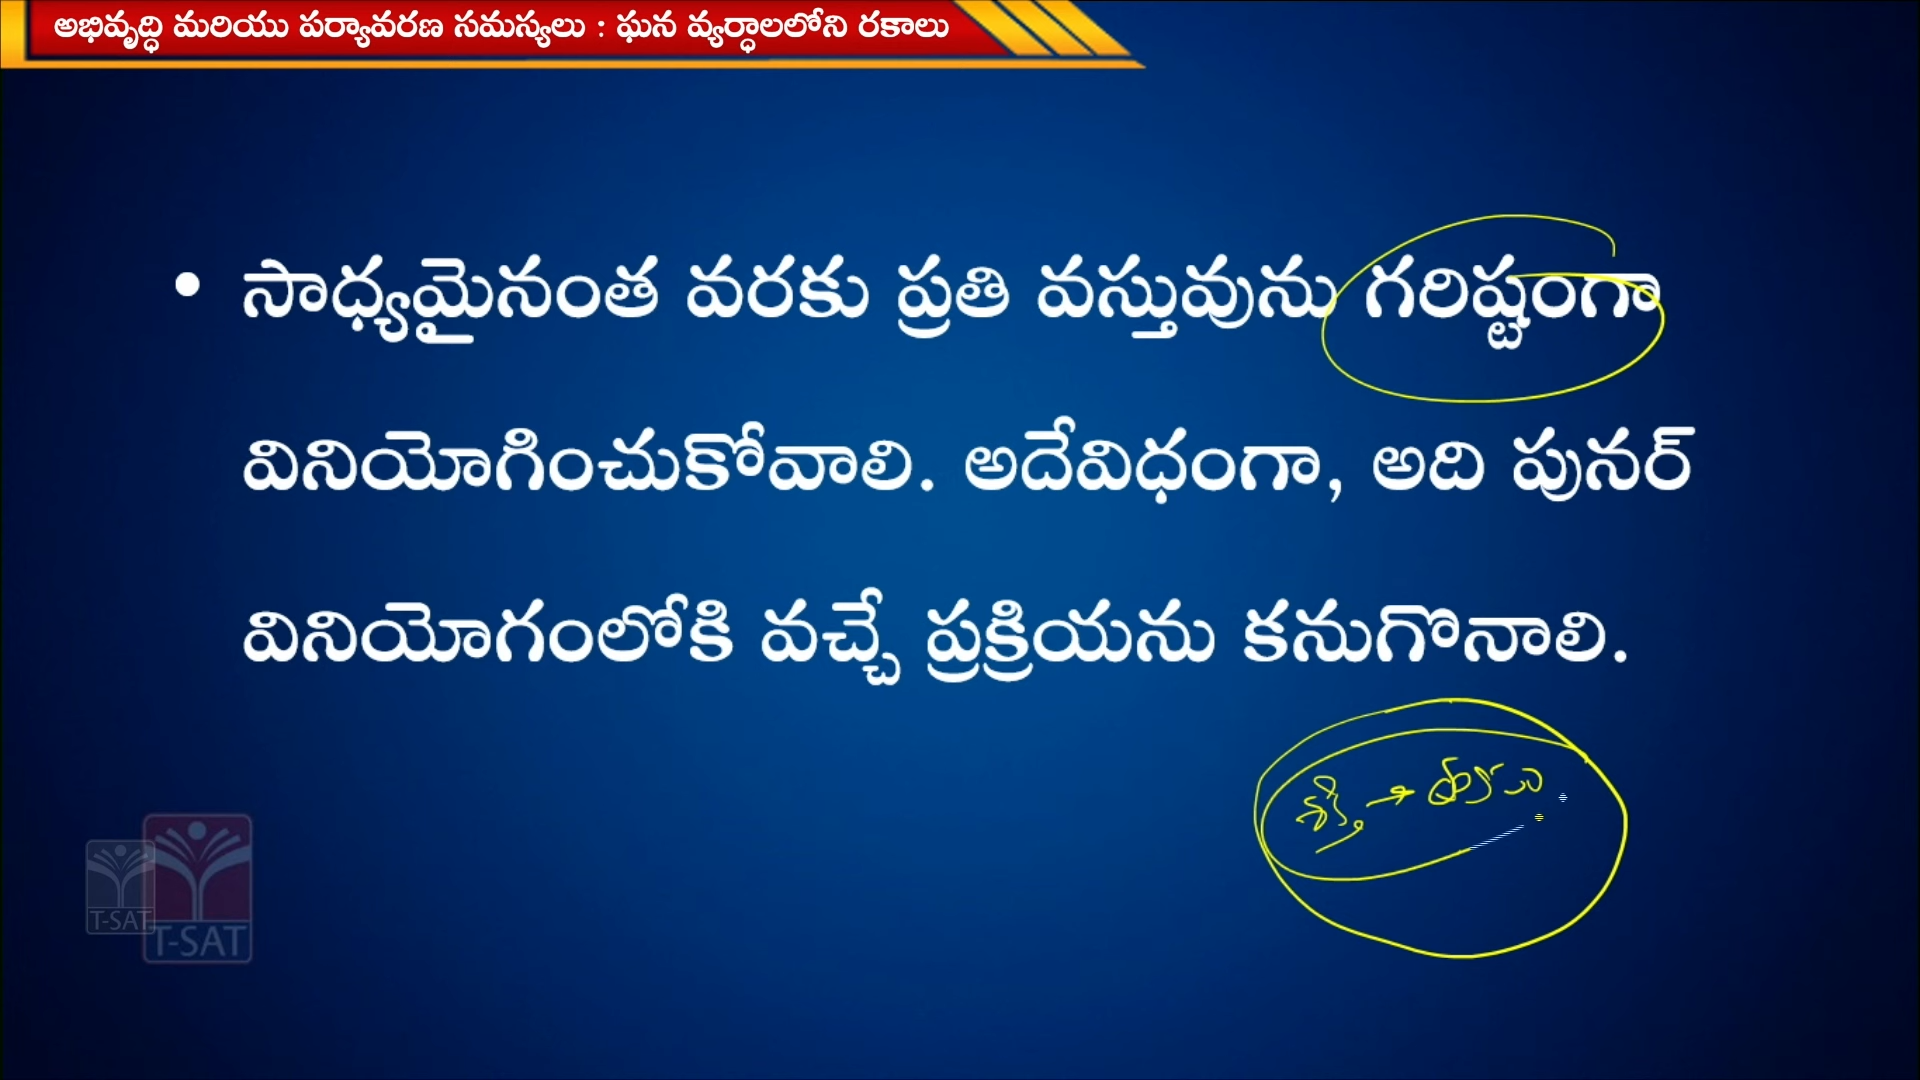 అభివృద్ధి మరియు పర్యావరణ సమస్యలు : ఘన వ్యర్ధాలలోని రకాలు
• సాధ్యమైనంత వరకు ప్రతి వస్తువును గరిష్టంగా
వినియోగించుకోవాలి. అదేవిధంగా, అది పునర్
వినియోగంలోకి వచ్చే ప్రక్రియను కనుగొనాలి.
→
T-SAT
T-SAT